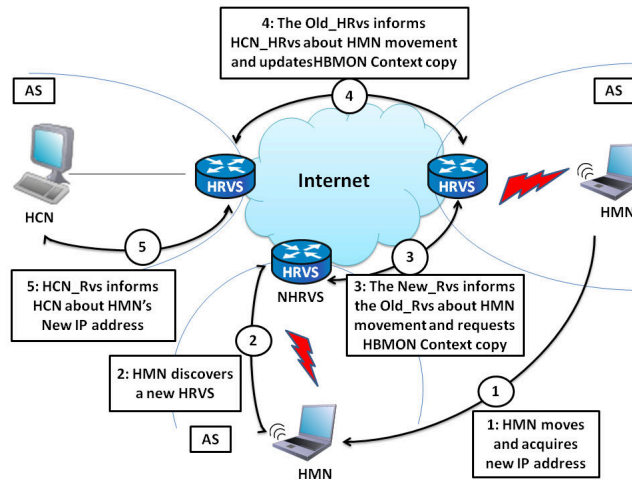 4: The Old_HRvs informs
HCN_HRvs about HMN movement
and updatesHBMON Context copy
AS
AS
4
HRVS
Internet
HRVS
HCN
HMN
5
HRVS
NHRVS
3
5: HCN_Rvs informs
HCN about HMN's
New IP address
3: The New_Rvs informs
the Old_Rvs about HMN
movement and requests
HBMON Context copy
2
2: HMN discovers
a new HRVS
1
AS
1: HMN moves
and acquires
new IP address
HMN